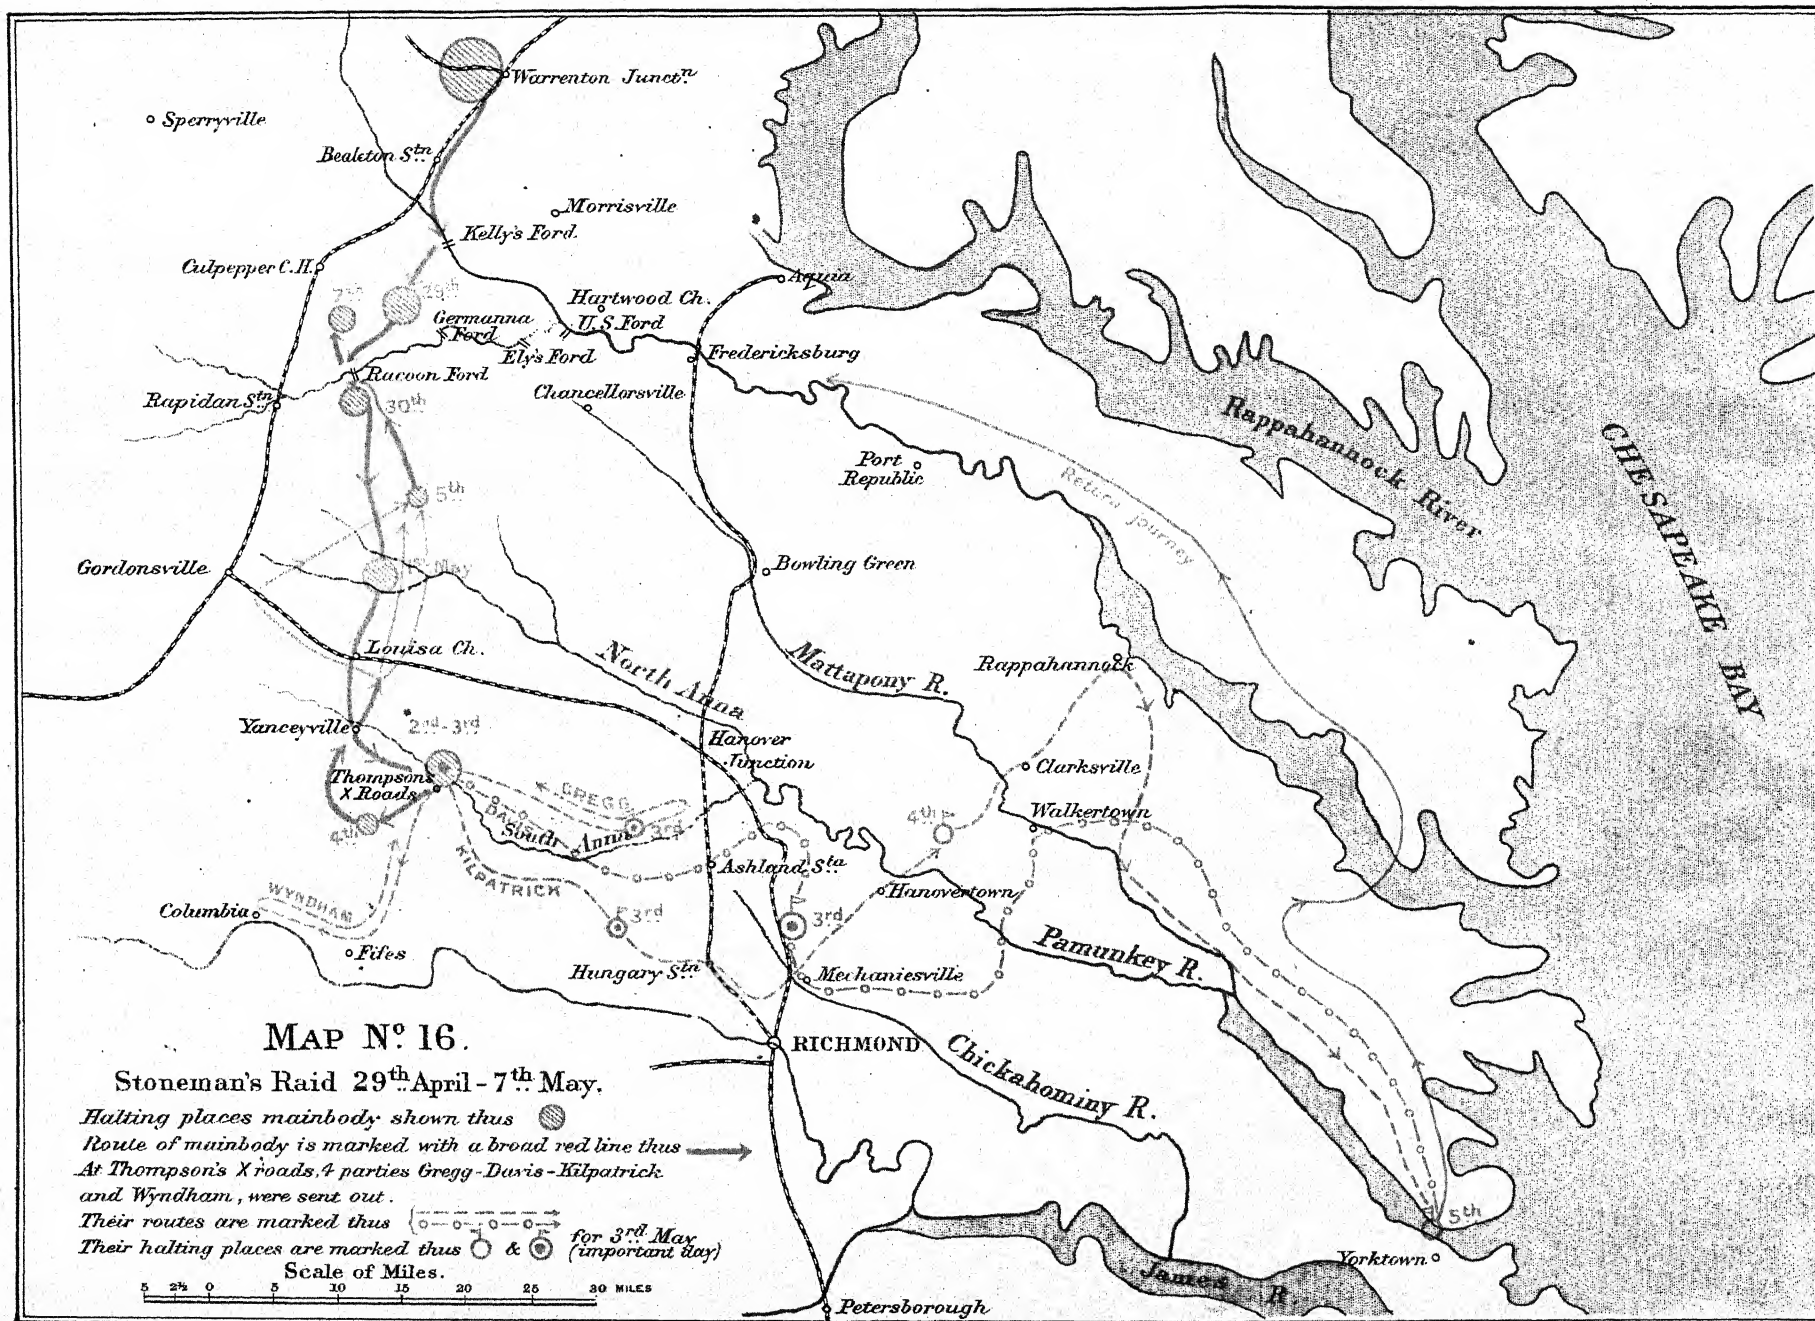 Warrenton Junctn
Sperryville
Bealeton Stn
Morrisville
Kelly's Ford.
Culpepper C.H.
Aquia
29th
Hartwood Ch.
Germanna
Ford
U.S. Ford
Ely's Ford
Fredericksburg
Racoon Ford
Rapidan Stn
30th
Chancellorsville
Rappahannock River
CHESAPEAKE BAY
Port
Republic
5th
Return journey
Gordonsville
May
Bowling Green
Louisa Ch.
North Anna
Mattapony R.
Rappahannock
Yanceyville
2rd-3rd
Hanover
Junction
Clarksville
Thompsons
X Roads
GREGG
DAVIS
South Anna
3rd
4th
4th
Walkertown
KILPATRICK
Ashland Sta
Hanovertown
WYNDHAM
Columbia
3rd
3rd
Fifes
Hungary Stn
Mechaniesville
Pamunkey R.
RICHMOND
Chickahominy R.
MAP No. 16.
Stoneman's Raid 29th April - 7th May.
Halting places mainbody shown thus
Route of mainbody is marked with a broad red line thus
At Thompson's X roads, 4 parties Gregg-Davis-Kilpatrick
and Wyndham, were sent out.
Their routes are marked thus
Their halting places are marked thus & for 3rd May
(important day)
Scale of Miles.
5 2½ 0 5 10 15 20 25 30 MILES
5th
Yorktown
James R.
Petersborough